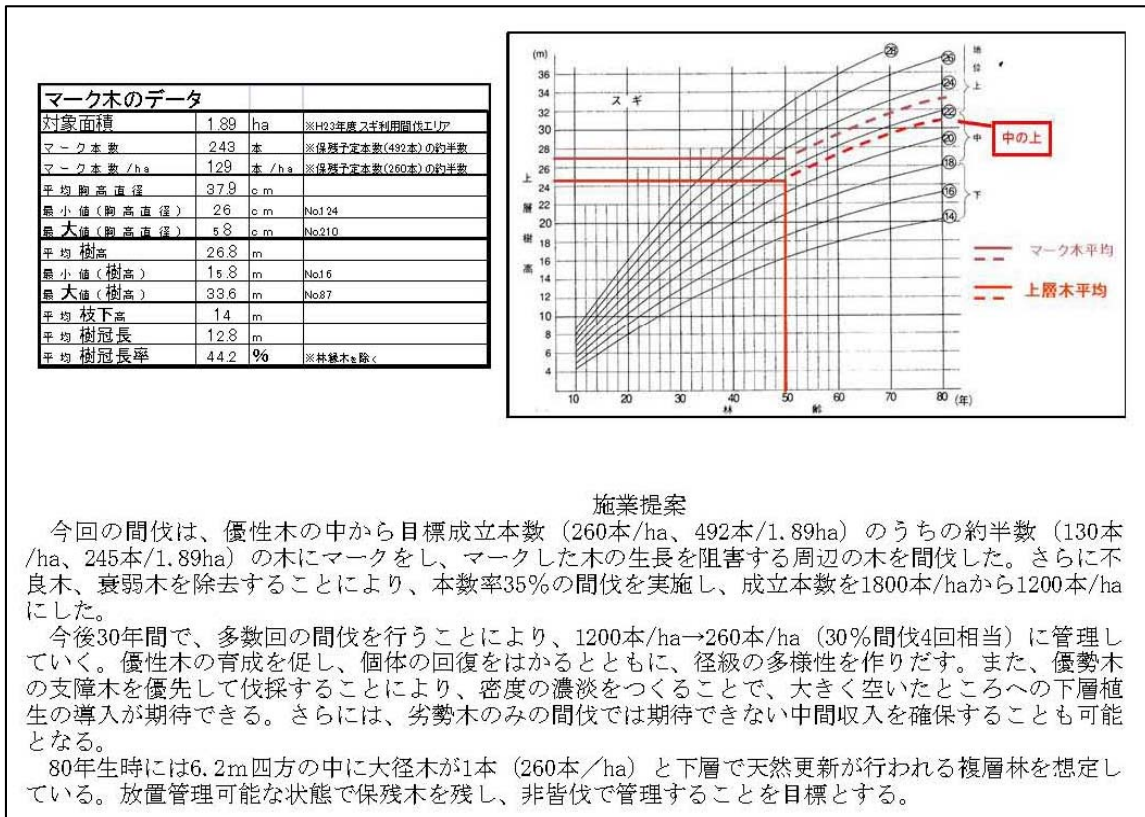 マーク木のデータ
対象面積 1.89 ha ※H23年度 スギ利用間伐エリア
マーク本数 243 本 ※保残予定本数(492本)の約半数
マーク本数/ha 129 本/ha ※保残予定本数(260本)の約半数
平均胸高直径 37.9 cm
最小値(胸高直径) 26 cm No.124
最大値(胸高直径) 58 cm No.210
平均樹高 26.8 m
最小値(樹高) 15.8 m No.16
最大値(樹高) 33.6 m No.87
平均枝下高 14 m
平均樹冠長 12.8 m
平均樹冠長率 44.2 % ※林縁木を除く
(m)
36
34
32
30
28
26
24
22
20
18
16
14
12
10
8
6
4
上層樹高
スギ
28
26
24
22
20
18
16
14
地位
上
中
下
中の上
マーク木平均
上層木平均
10 20 30 40 50 60 70 80 (年)
林齢
施業提案
今回の間伐は、優性木の中から目標成立本数(260本/ha、492本/1.89ha)のうちの約半数(130本
/ha、245本/1.89ha)の木にマークをし、マークした木の生長を阻害する周辺の木を間伐した。さらに不
良木、衰弱木を除去することにより、本数率35%の間伐を実施し、成立本数を1800本/haから1200本/ha
にした。
今後30年間で、多数回の間伐を行うことにより、1200本/ha→260本/ha(30%間伐4回相当)に管理し
ていく。優性木の育成を促し、個体の回復をはかるとともに、径級の多様性を作りだす。また、優勢木
の支障木を優先して伐採することにより、密度の濃淡をつくることで、大きく空いたところへの下層植
生の導入が期待できる。さらには、劣勢木のみの間伐では期待できない中間収入を確保することも可能
となる。
80年生時には6.2m四方の中に大径木が1本(260本/ha)と下層で天然更新が行われる複層林を想定し
ている。放置管理可能な状態で保残木を残し、非皆伐で管理することを目標とする。